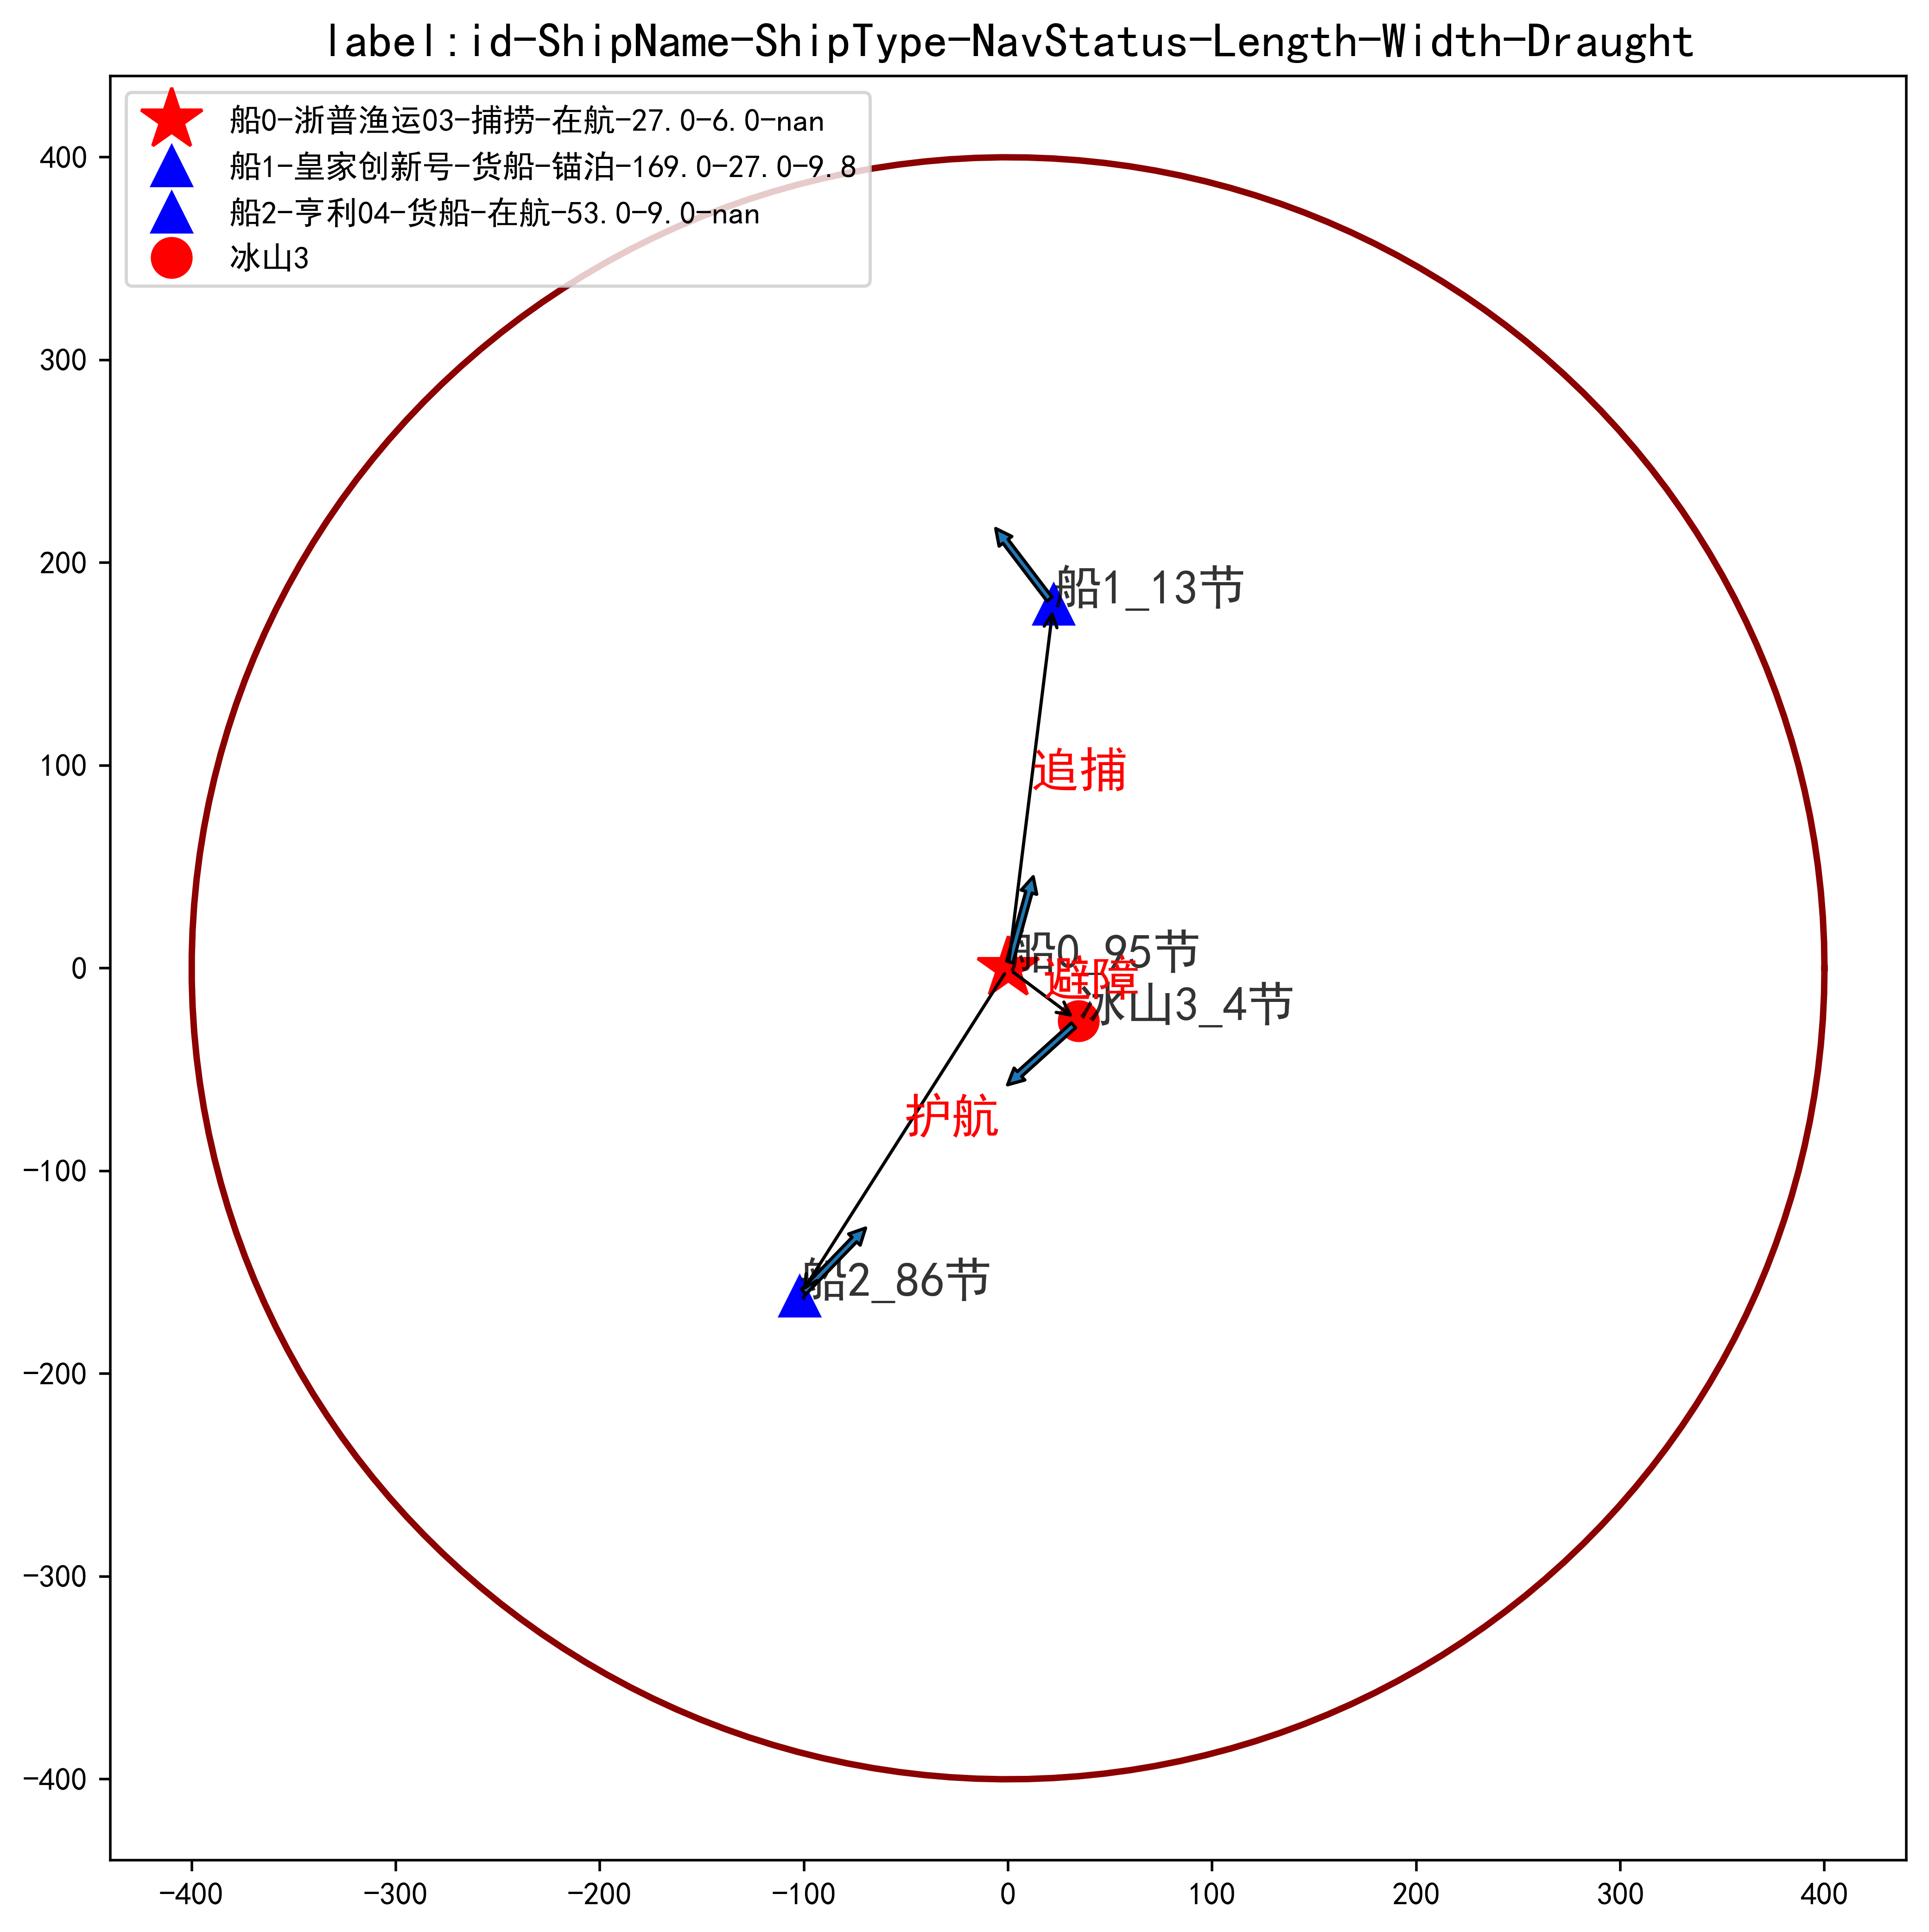 label:id-ShipName-ShipType-NavStatus-Length-Width-Draught
船0-浙普渔运03-捕捞-在航-27.0-6.0-nan
船1-皇家创新号-货船-锚泊-169.0-27.0-9.8
船2-亨利04-货船-在航-53.0-9.0-nan
冰山3
400
300
200
100
0
-100
-200
-300
-400
船1_13节
追捕
船0_95节
避障
冰山3_4节
护航
船2_86节
-400 -300 -200 -100 0 100 200 300 400